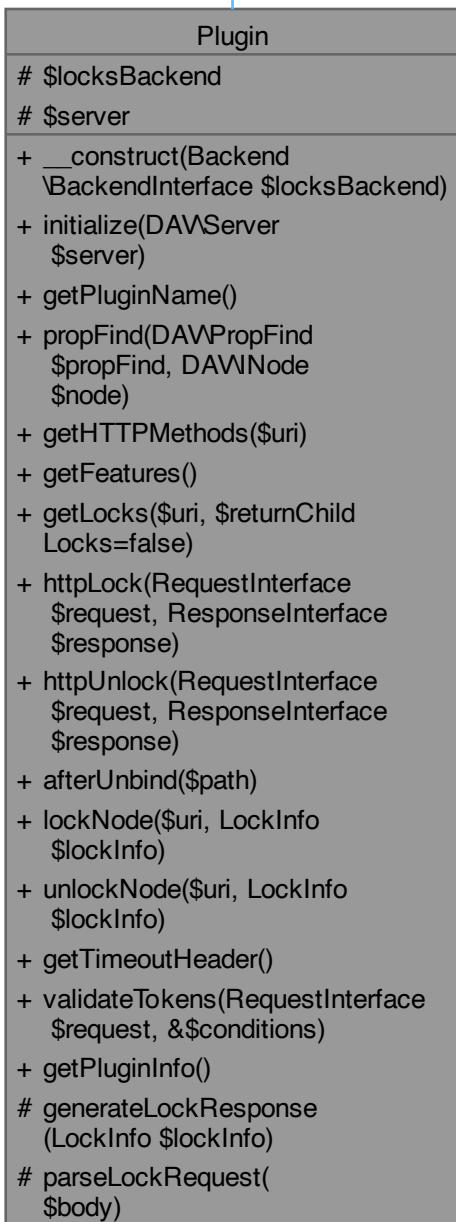 Plugin
# $locksBackend
# $server
+ __construct(Backend
\BackendInterface $locksBackend)
+ initialize(DAV\Server
$server)
+ getPluginName()
+ propFind(DAV\PropFind
$propFind, DAV\INode
$node)
+ getHTTPMethods($uri)
+ getFeatures()
+ getLocks($uri, $returnChild
Locks=false)
+ httpLock(RequestInterface
$request, ResponseInterface
$response)
+ httpUnlock(RequestInterface
$request, ResponseInterface
$response)
+ afterUnbind($path)
+ lockNode($uri, LockInfo
$lockInfo)
+ unlockNode($uri, LockInfo
$lockInfo)
+ getTimeoutHeader()
+ validateTokens(RequestInterface
$request, &$conditions)
+ getPluginInfo()
# generateLockResponse
(LockInfo $lockInfo)
# parseLockRequest(
$body)